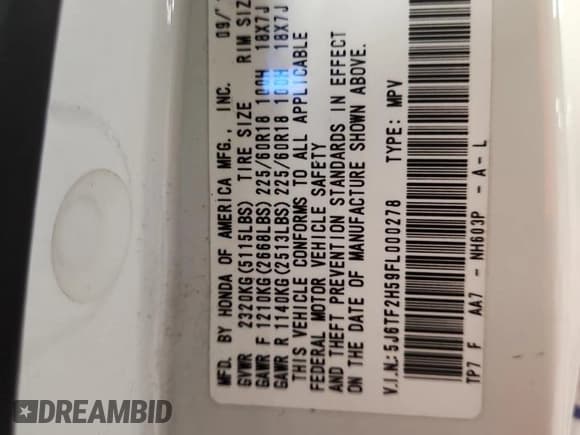 MFD. BY HONDA OF AMERICA MFG., INC. 09/
GVWR 2320KG(5115LBS) TIRE SIZE RIM SIZ
GAWR F 1210KG(2668LBS) 225/60R18 100H 18X7J
GAWR R 1140KG(2513LBS) 225/60R18 100H 18X7J
THIS VEHICLE CONFORMS TO ALL APPLICABLE
FEDERAL MOTOR VEHICLE SAFETY
AND THEFT PREVENTION STANDARDS IN EFFECT
ON THE DATE OF MANUFACTURE SHOWN ABOVE.
V.I.N.: 5J6TF2H59FL000278 TYPE: MPV
TP7 F AA7 - NH603P - A - L
DREAMBID